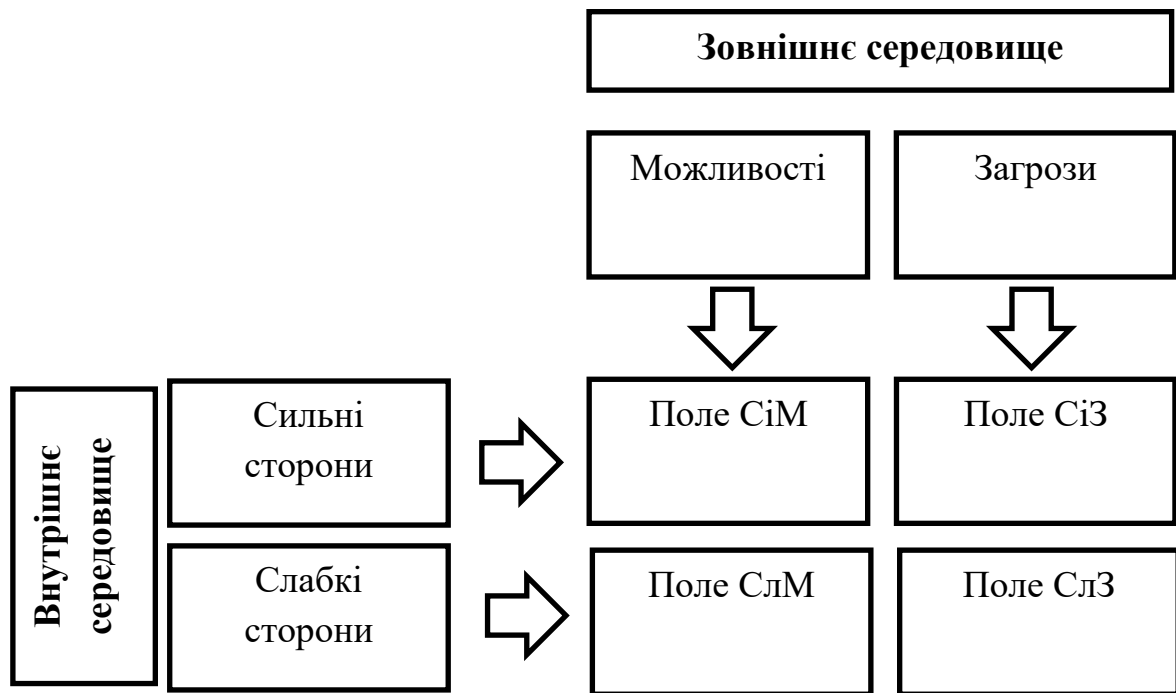 Зовнішнє середовище
Можливості
Загрози
Внутрішнє
середовище
Сильні
сторони
Поле СіМ
Поле СіЗ
Слабкі
сторони
Поле СлМ
Поле СлЗ